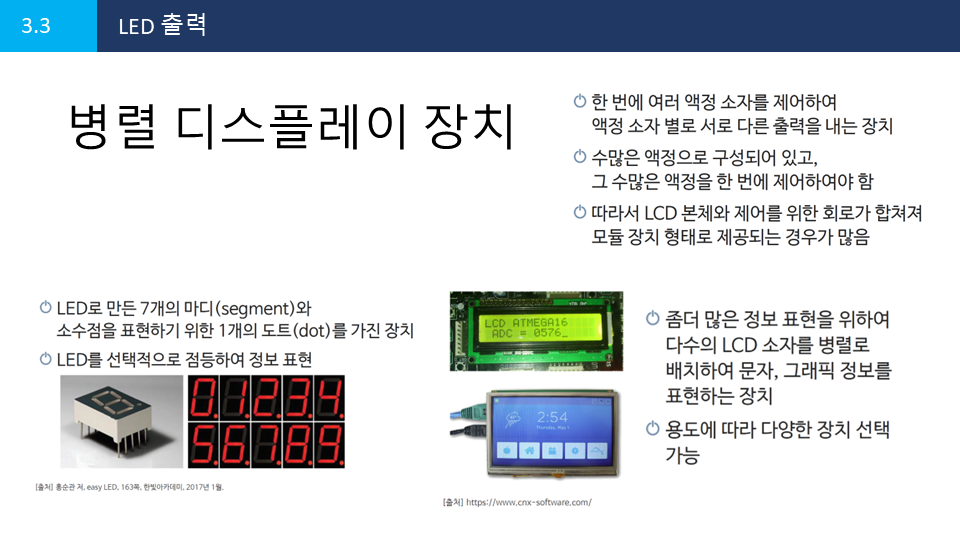 3.3
LED 출력
병렬 디스플레이 장치
한 번에 여러 액정 소자를 제어하여
액정 소자 별로 서로 다른 출력을 내는 장치
수많은 액정으로 구성되어 있고,
그 수많은 액정을 한 번에 제어하여야 함
따라서 LCD 본체와 제어를 위한 회로가 합쳐져
모듈 장치 형태로 제공되는 경우가 많음
LED로 만든 7개의 마디(segment)와
소수점을 표현하기 위한 1개의 도트(dot)를 가진 장치
LED를 선택적으로 점등하여 정보 표현
0.1.2.3.4.
5.6.7.8.9.
[출처] 홍순관 저, easy LED, 163쪽, 한빛아카데미, 2017년 1월.
LCD ATMEGA16
ADC = 0576_
2:54
Thursday, May 1
[출처] https://www.cnx-software.com/
좀더 많은 정보 표현을 위하여
다수의 LCD 소자를 병렬로
배치하여 문자, 그래픽 정보를
표현하는 장치
용도에 따라 다양한 장치 선택
가능